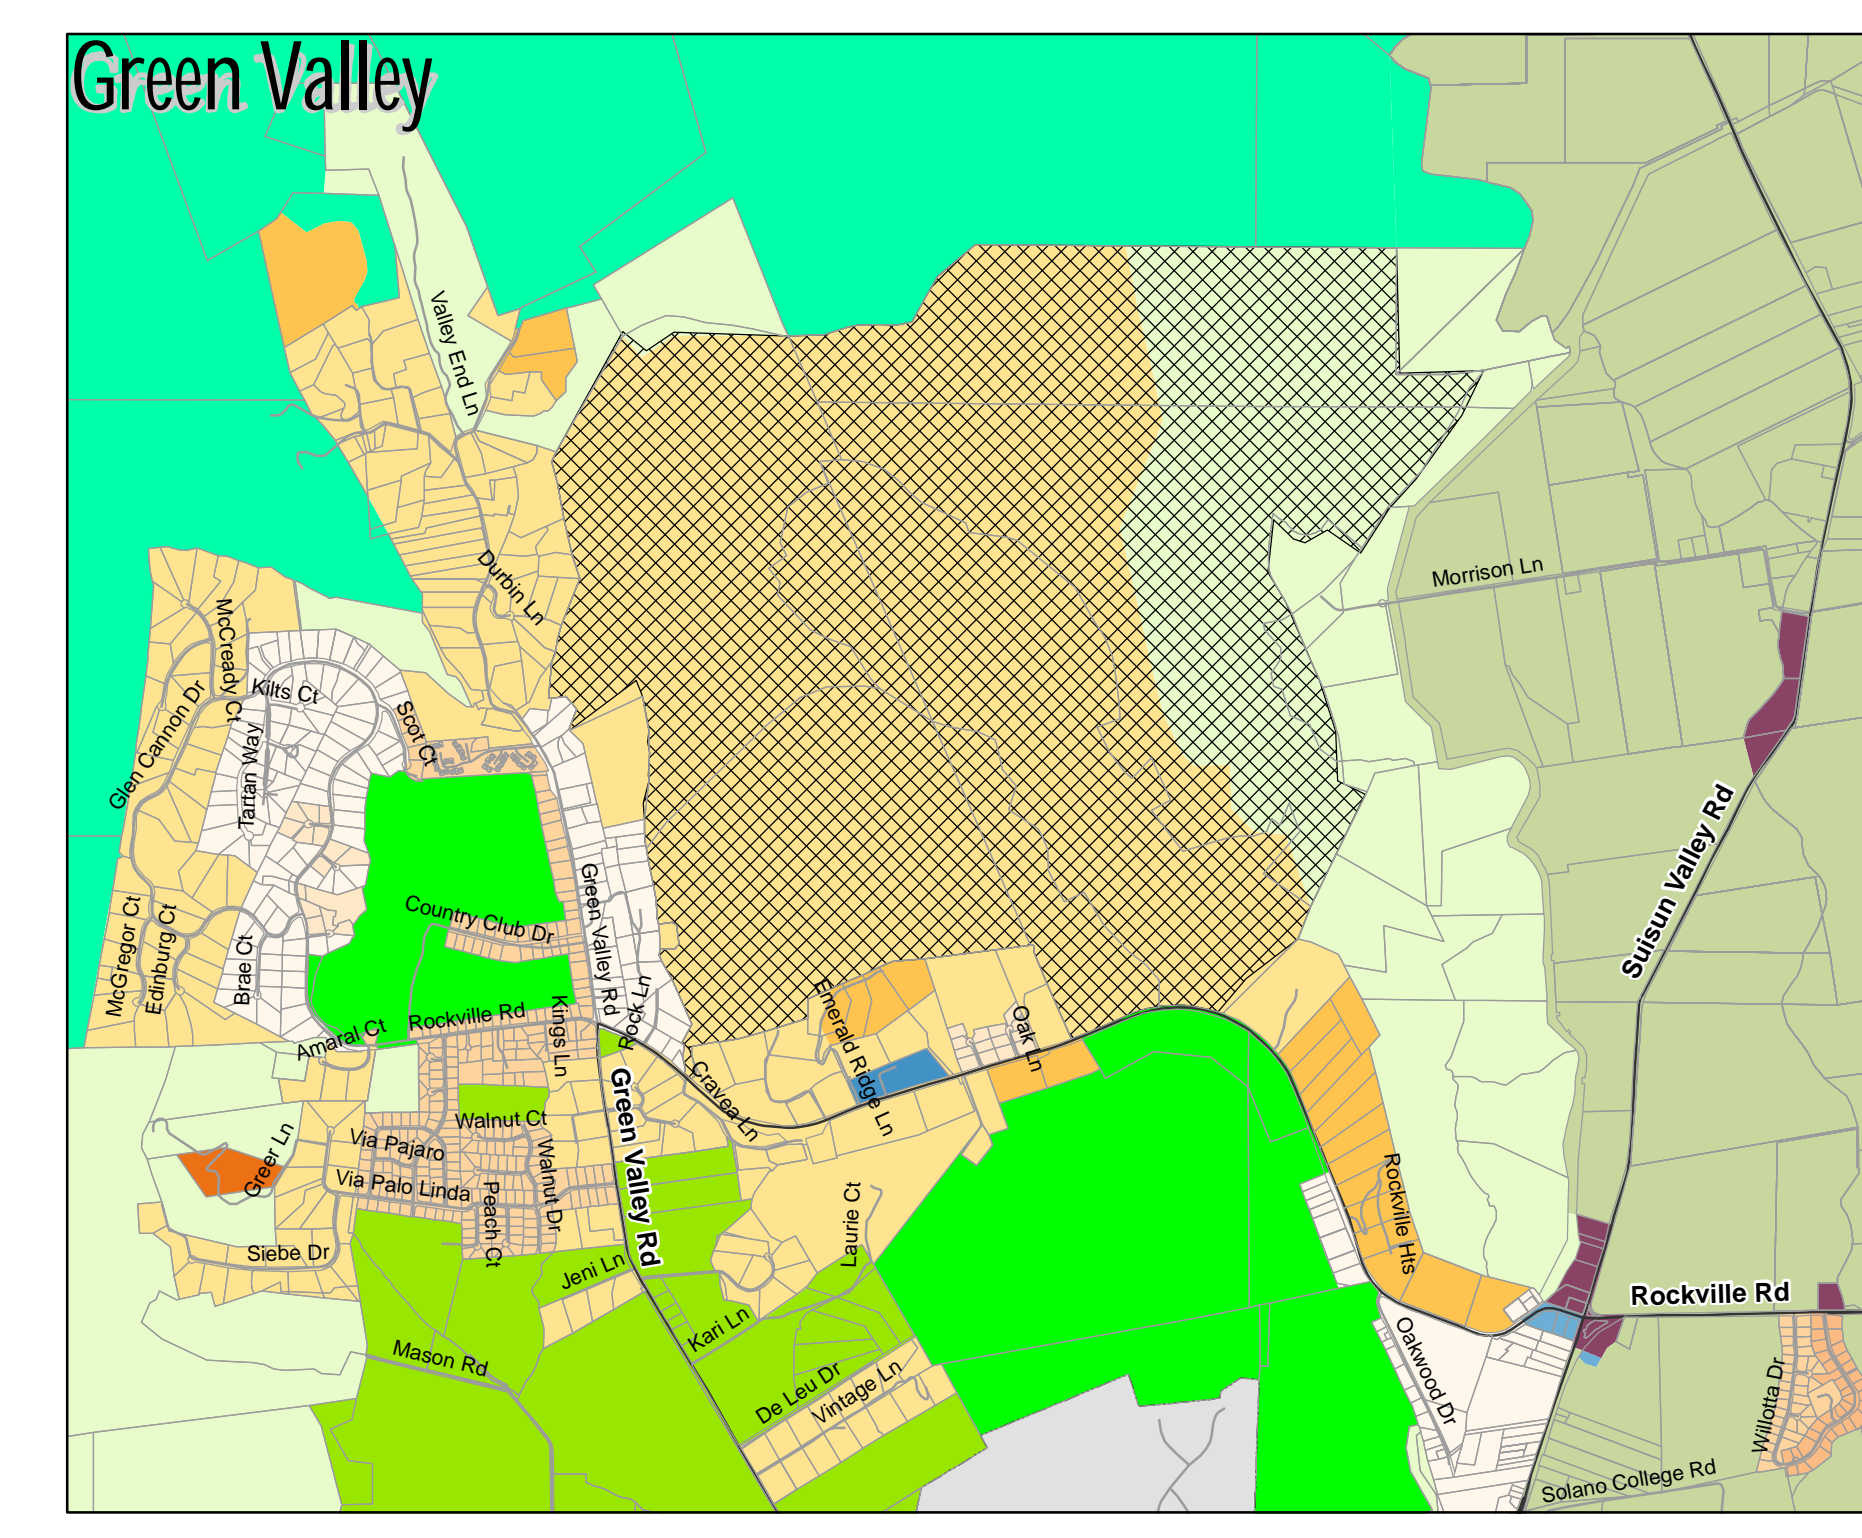 Green Valley
Valley End Ln
Durbin Ln
Morrison Ln
McCready Ct
Kilts Ct
Glen Cannon Dr
Scot Ct
Tartan Way
Suisun Valley Rd
Green Valley Rd
Country Club Dr
McGregor Ct
Edinburg Ct
Brae Ct
Rock Ln
Kings Ln
Rockville Rd
Amaral Ct
Emerald Ridge Ln
Oak Ln
Cravea Ln
Green Valley Rd
Walnut Ct
Via Pajaro
Greer Ln
Walnut Dr
Via Palo Linda
Peach Ct
Laurie Ct
Rockville Hts
Siebe Dr
Jeni Ln
Rockville Rd
Kari Ln
Oakwood Dr
Mason Rd
De Leu Dr
Vintage Ln
Willotta Dr
Solano College Rd